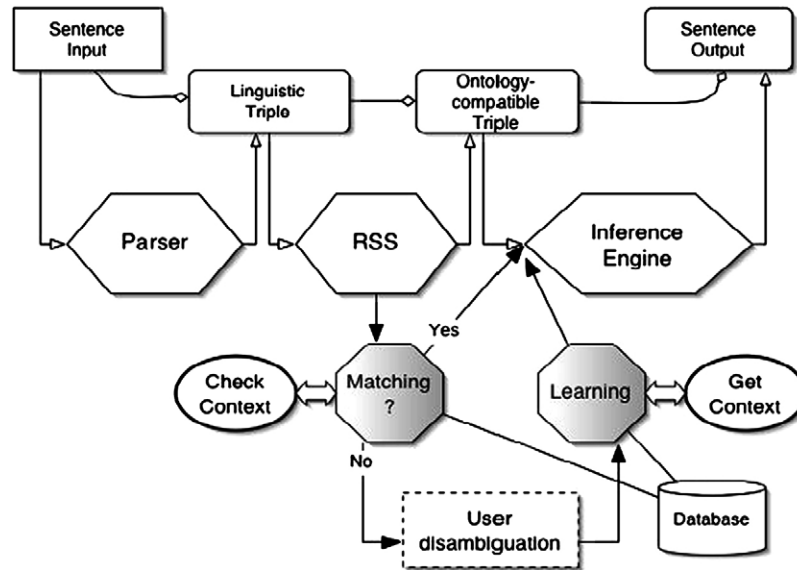 Sentence
Input
Linguistic
Triple
Ontology-
compatible
Triple
Sentence
Output
Parser
RSS
Inference
Engine
Yes
Check
Context
Matching
?
Learning
Get
Context
No
User
disambiguation
Database